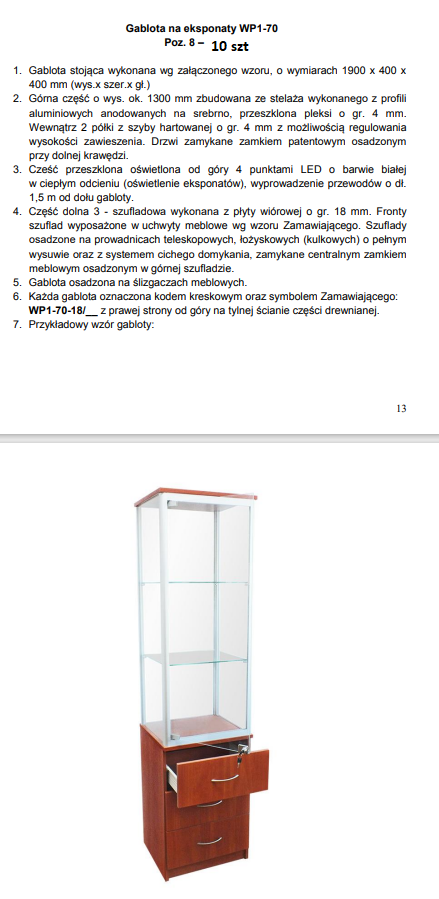 Gablota na eksponaty WP1-70
Poz. 8 – 10 szt
1. Gablota stojąca wykonana wg załączonego wzoru, o wymiarach 1900 x 400 x
400 mm (wys.x szer.x gł.)
2. Górna część o wys. ok. 1300 mm zbudowana ze stelaża wykonanego z profili
aluminiowych anodowanych na srebrno, przeszklona pleksi o gr. 4 mm.
Wewnątrz 2 półki z szyby hartowanej o gr. 4 mm z możliwością regulowania
wysokości zawieszenia. Drzwi zamykane zamkiem patentowym osadzonym
przy dolnej krawędzi.
3. Cześć przeszklona oświetlona od góry 4 punktami LED o barwie białej
w ciepłym odcieniu (oświetlenie eksponatów), wyprowadzenie przewodów o dł.
1,5 m od dołu gabloty.
4. Część dolna 3 - szufladowa wykonana z płyty wiórowej o gr. 18 mm. Fronty
szuflad wyposażone w uchwyty meblowe wg wzoru Zamawiającego. Szuflady
osadzone na prowadnicach teleskopowych, łożyskowych (kulkowych) o pełnym
wysuwie oraz z systemem cichego domykania, zamykane centralnym zamkiem
meblowym osadzonym w górnej szufladzie.
5. Gablota osadzona na ślizgaczach meblowych.
6. Każda gablota oznaczona kodem kreskowym oraz symbolem Zamawiającego:
WP1-70-18/__ z prawej strony od góry na tylnej ścianie części drewnianej.
7. Przykładowy wzór gabloty:
13